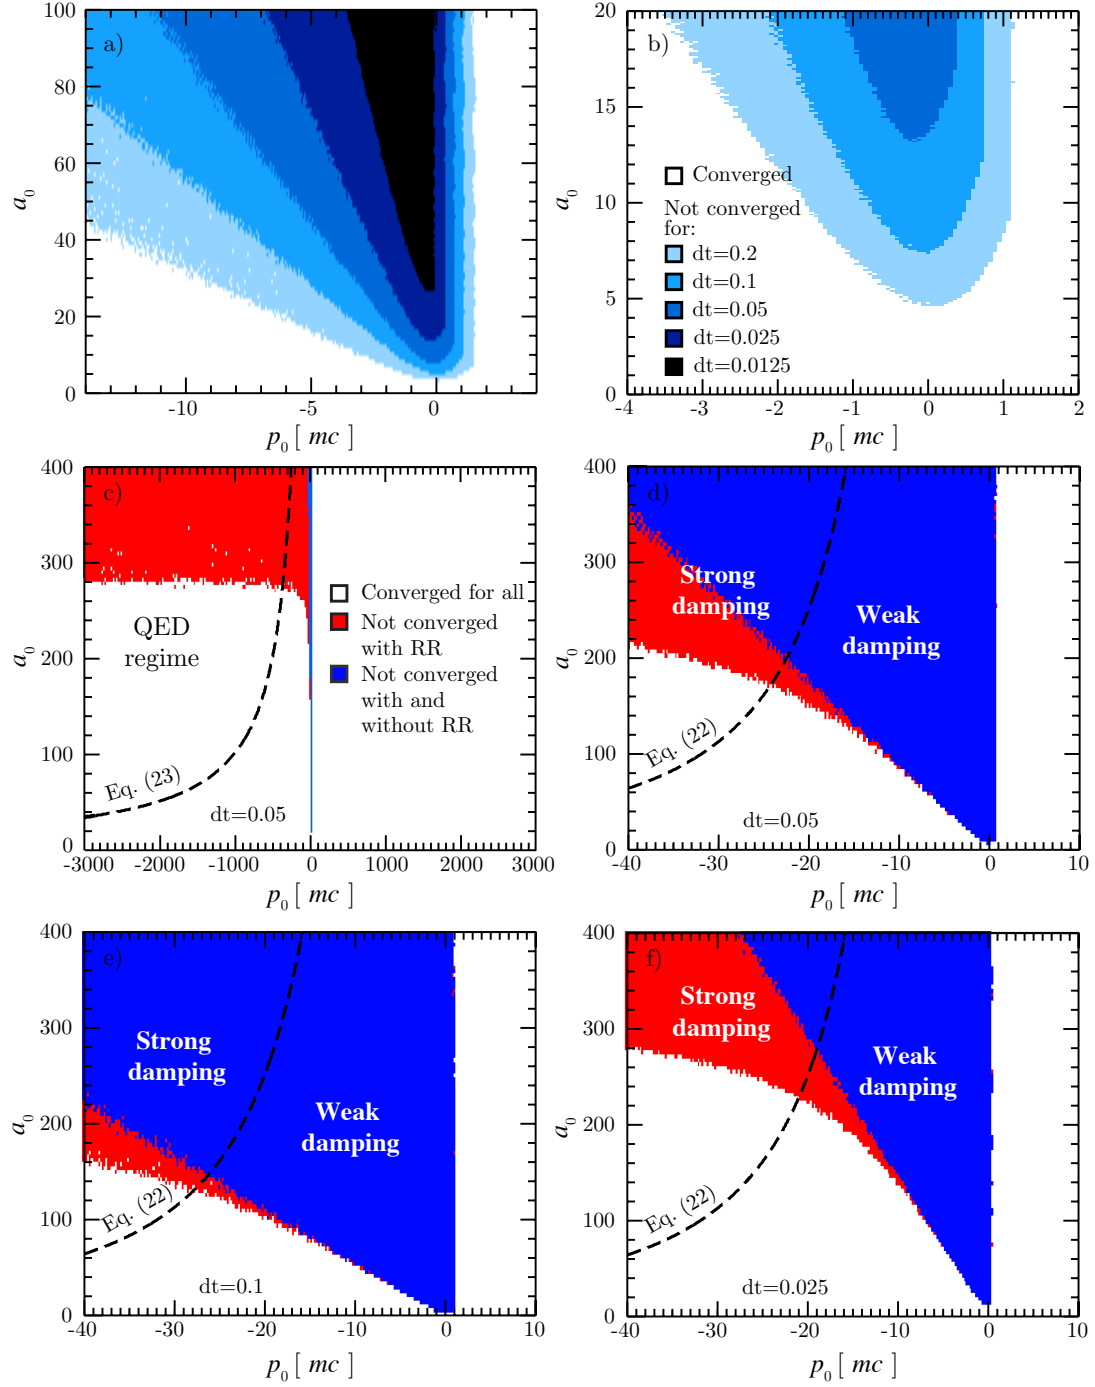 a)
100
80
60
40
20
0
a0
-10
-5
0
p0 [ mc ]
b)
20
15
10
5
0
a0
Converged
Not converged
for:
dt=0.2
dt=0.1
dt=0.05
dt=0.025
dt=0.0125
-4
-3
-2
-1
0
1
2
p0 [ mc ]
c)
400
300
200
100
0
a0
QED
regime
Converged for all
Not converged
with RR
Not converged
with and
without RR
Eq. (23)
dt=0.05
-3000
-2000
-1000
0
1000
2000
3000
p0 [ mc ]
d)
400
300
200
100
0
a0
Strong
damping
Weak
damping
Eq. (22)
dt=0.05
-40
-30
-20
-10
0
10
p0 [ mc ]
e)
400
300
200
100
0
a0
Strong
damping
Weak
damping
Eq. (22)
dt=0.1
-40
-30
-20
-10
0
10
p0 [ mc ]
f)
400
300
200
100
0
a0
Strong
damping
Weak
damping
Eq. (22)
dt=0.025
-40
-30
-20
-10
0
10
p0 [ mc ]